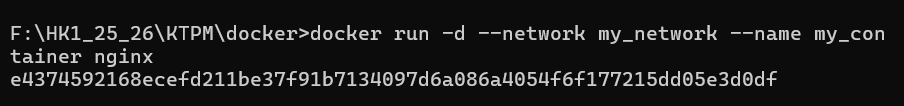 F:\HK1_25_26\KTPM\docker>docker run -d --network my_network --name my_con
tainer nginx
e4374592168ecefd211be37f91b7134097d6a086a4054f6f177215dd05e3d0df